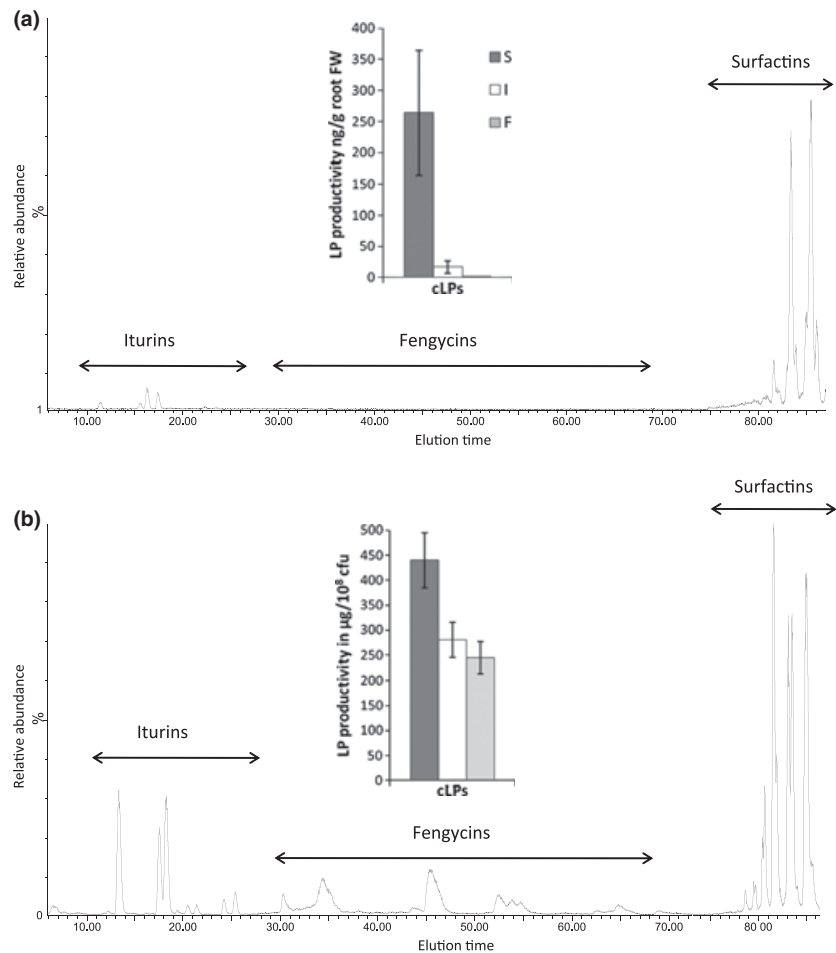 (a)
400
350
300
250
200
150
100
50
0
LP productivity ng/g root FW
S
I
F
cLPs
Surfactins
Iturins
Fengycins
Relative abundance
%
1
10.00 20.00 30.00 40.00 50.00 60.00 70.00 80.00
Elution time
(b)
500
450
400
350
300
250
200
150
100
50
0
LP productivity in µg/10⁸ cfu
cLPs
Surfactins
Iturins
Fengycins
Relative abundance
%
0
10.00 20.00 30.00 40.00 50.00 60.00 70.00 80.00
Elution time